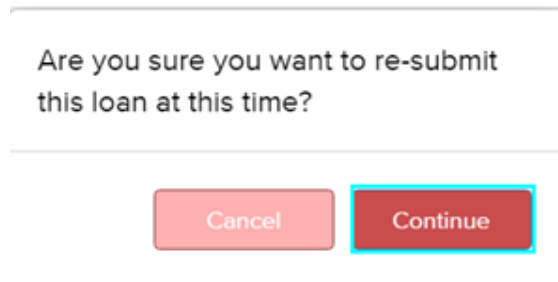 Are you sure you want to re-submit
this loan at this time?
Cancel
Continue